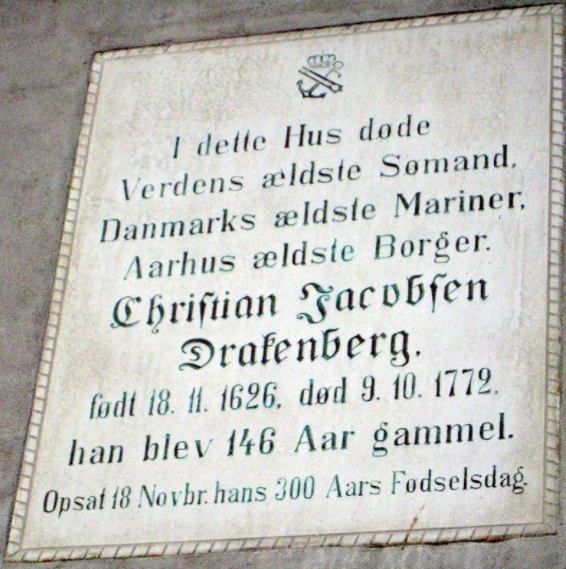 I dette Hus døde
Verdens ældste Sømand,
Danmarks ældste Mariner,
Aarhus ældste Borger.
Christian Jacobsen
Drakenberg.
født 18. 11. 1626, død 9. 10. 1772,
han blev 146 Aar gammel.
Opsat 18 Novbr. hans 300 Aars Fødselsdag.